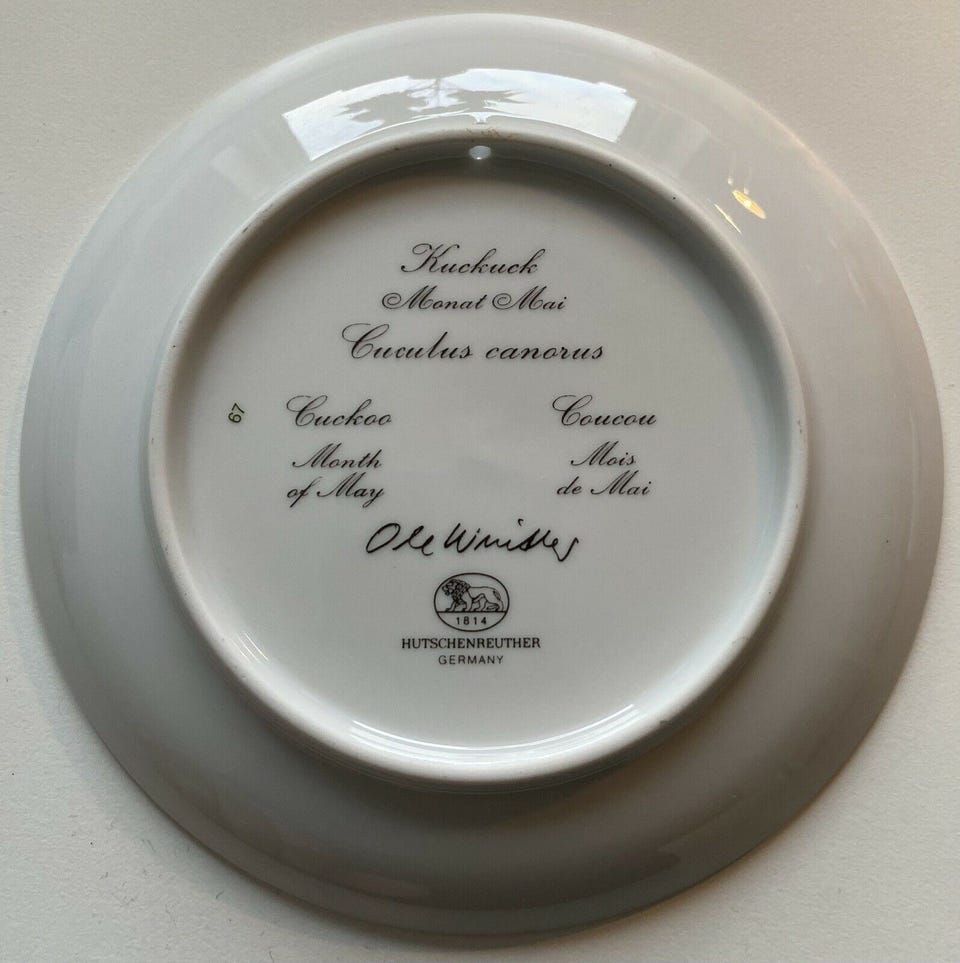 Kuckuck
Monat Mai
Cuculus canorus
67
Cuckoo
Month
of May
Coucou
Mois
de Mai
Ole Winther
1814
HUTSCHENREUTHER
GERMANY